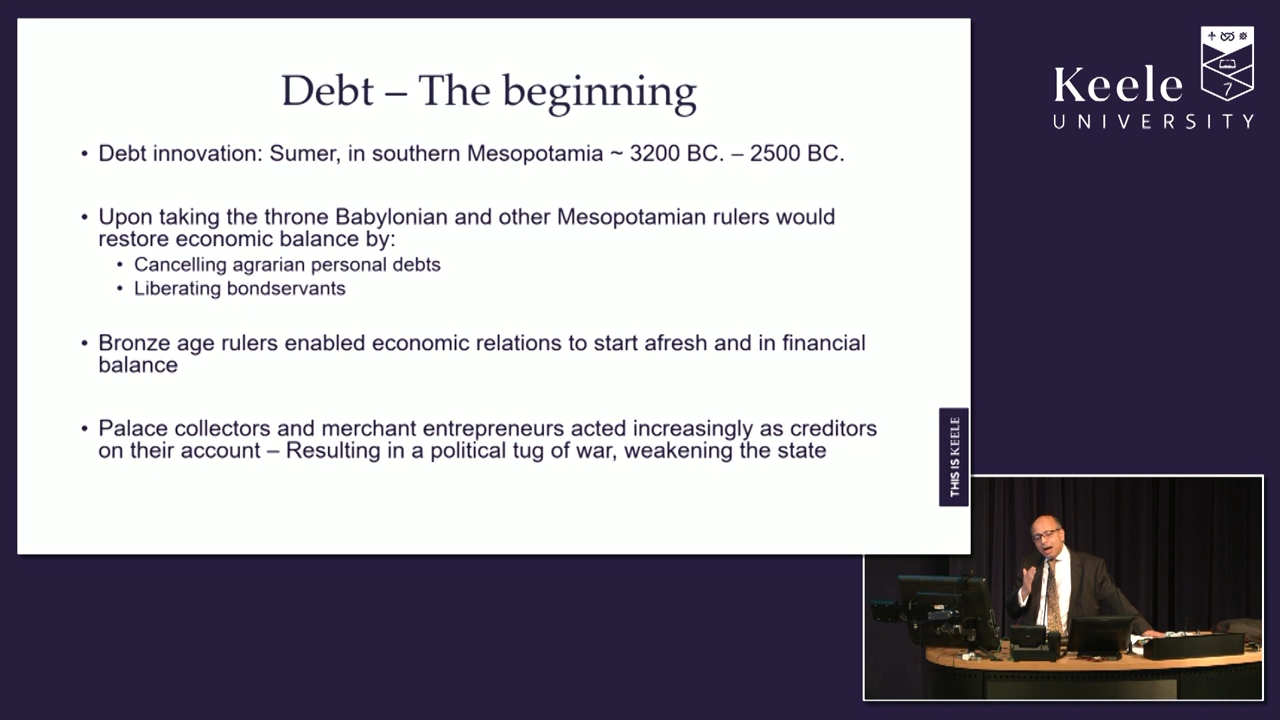 Debt – The beginning
• Debt innovation: Sumer, in southern Mesopotamia ~ 3200 BC. – 2500 BC.
• Upon taking the throne Babylonian and other Mesopotamian rulers would
restore economic balance by:
• Cancelling agrarian personal debts
• Liberating bondservants
• Bronze age rulers enabled economic relations to start afresh and in financial
balance
• Palace collectors and merchant entrepreneurs acted increasingly as creditors
on their account – Resulting in a political tug of war, weakening the state
THIS IS KEELE
Keele
UNIVERSITY